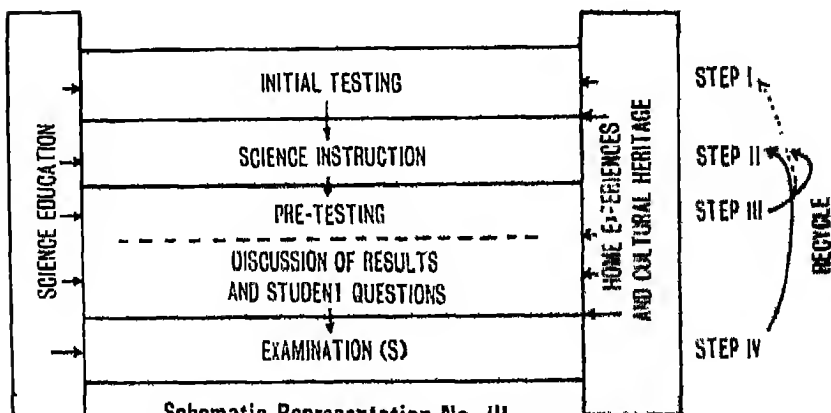 SCIENCE EDUCATION
INITIAL TESTING
SCIENCE INSTRUCTION
PRE-TESTING
DISCUSSION OF RESULTS
AND STUDENT QUESTIONS
EXAMINATION (S)
HOME EXPERIENCES
AND CULTURAL HERITAGE
STEP I
STEP II
STEP III
STEP IV
RECYCLE
Schematic Representation No. III